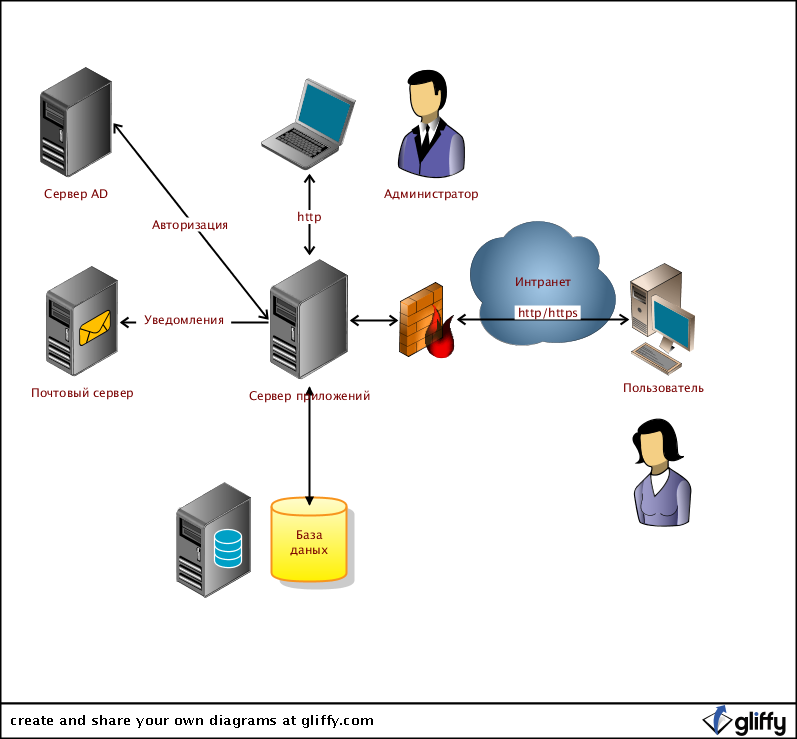 Сервер AD
Администратор
Авторизация
http
Интранет
http/https
Уведомления
Почтовый сервер
Сервер приложений
Пользователь
База
даных
create and share your own diagrams at gliffy.com
gliffy